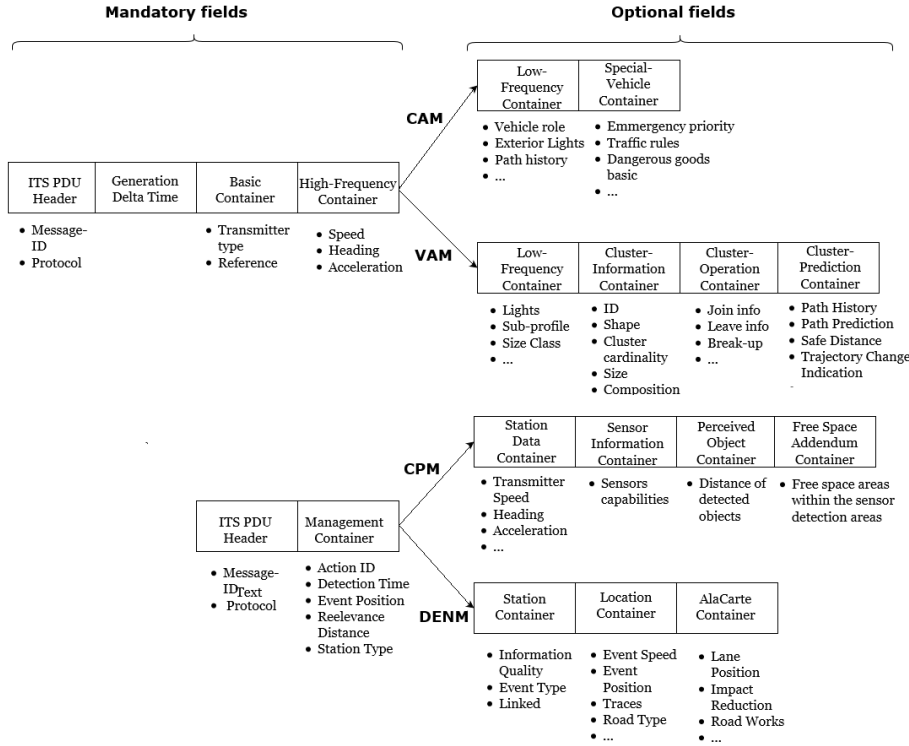 Mandatory fields
Optional fields
Low-
Frequency
Container
Special-
Vehicle
Container
CAM
• Vehicle role
• Exterior Lights
• Path history
• ...
• Emmergency priority
• Traffic rules
• Dangerous goods
basic
• ...
ITS PDU
Header
Generation
Delta Time
Basic
Container
High-Frequency
Container
• Message-
ID
• Protocol
• Transmitter
type
• Reference
• Speed
• Heading
• Acceleration
VAM
Low-
Frequency
Container
Cluster-
Information
Container
Cluster-
Operation
Container
Cluster-
Prediction
Container
• Lights
• Sub-profile
• Size Class
• ...
• ID
• Shape
• Cluster
cardinality
• Size
• Composition
• Join info
• Leave info
• Break-up
• ...
• Path History
• Path Prediction
• Safe Distance
• Trajectory Change
Indication
Station
Data
Container
Sensor
Information
Container
Perceived
Object
Container
Free Space
Addendum
Container
CPM
• Transmitter
Speed
• Heading
• Acceleration
• ...
• Sensors
capabilities
• Distance of
detected
objects
• Free space areas
within the sensor
detection areas
ITS PDU
Header
Management
Container
• Message-
ID
Text
• Protocol
• Action ID
• Detection Time
• Event Position
• Reelevance
Distance
• Station Type
DENM
Station
Container
Location
Container
AlaCarte
Container
• Information
Quality
• Event Type
• Linked
• Event Speed
• Event
Position
• Traces
• Road Type
• ...
• Lane
Position
• Impact
Reduction
• Road Works
• ...